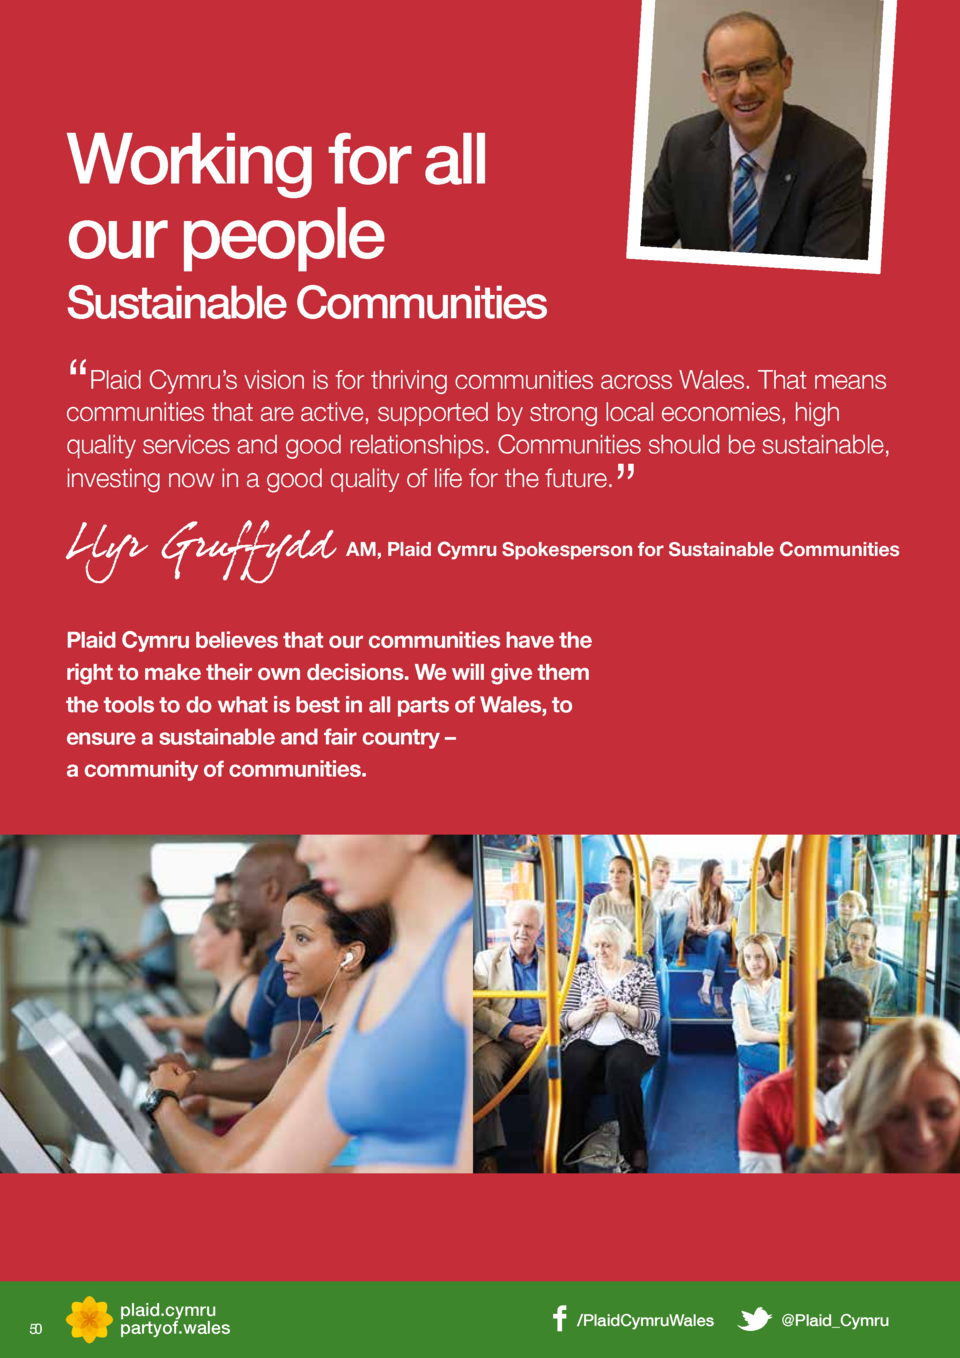 Working for all
our people
Sustainable Communities
“Plaid Cymru’s vision is for thriving communities across Wales. That means
communities that are active, supported by strong local economies, high
quality services and good relationships. Communities should be sustainable,
investing now in a good quality of life for the future.”
Llyr Gruffydd AM, Plaid Cymru Spokesperson for Sustainable Communities
Plaid Cymru believes that our communities have the
right to make their own decisions. We will give them
the tools to do what is best in all parts of Wales, to
ensure a sustainable and fair country –
a community of communities.
50
plaid.cymru
partyof.wales
/PlaidCymruWales
@Plaid_Cymru